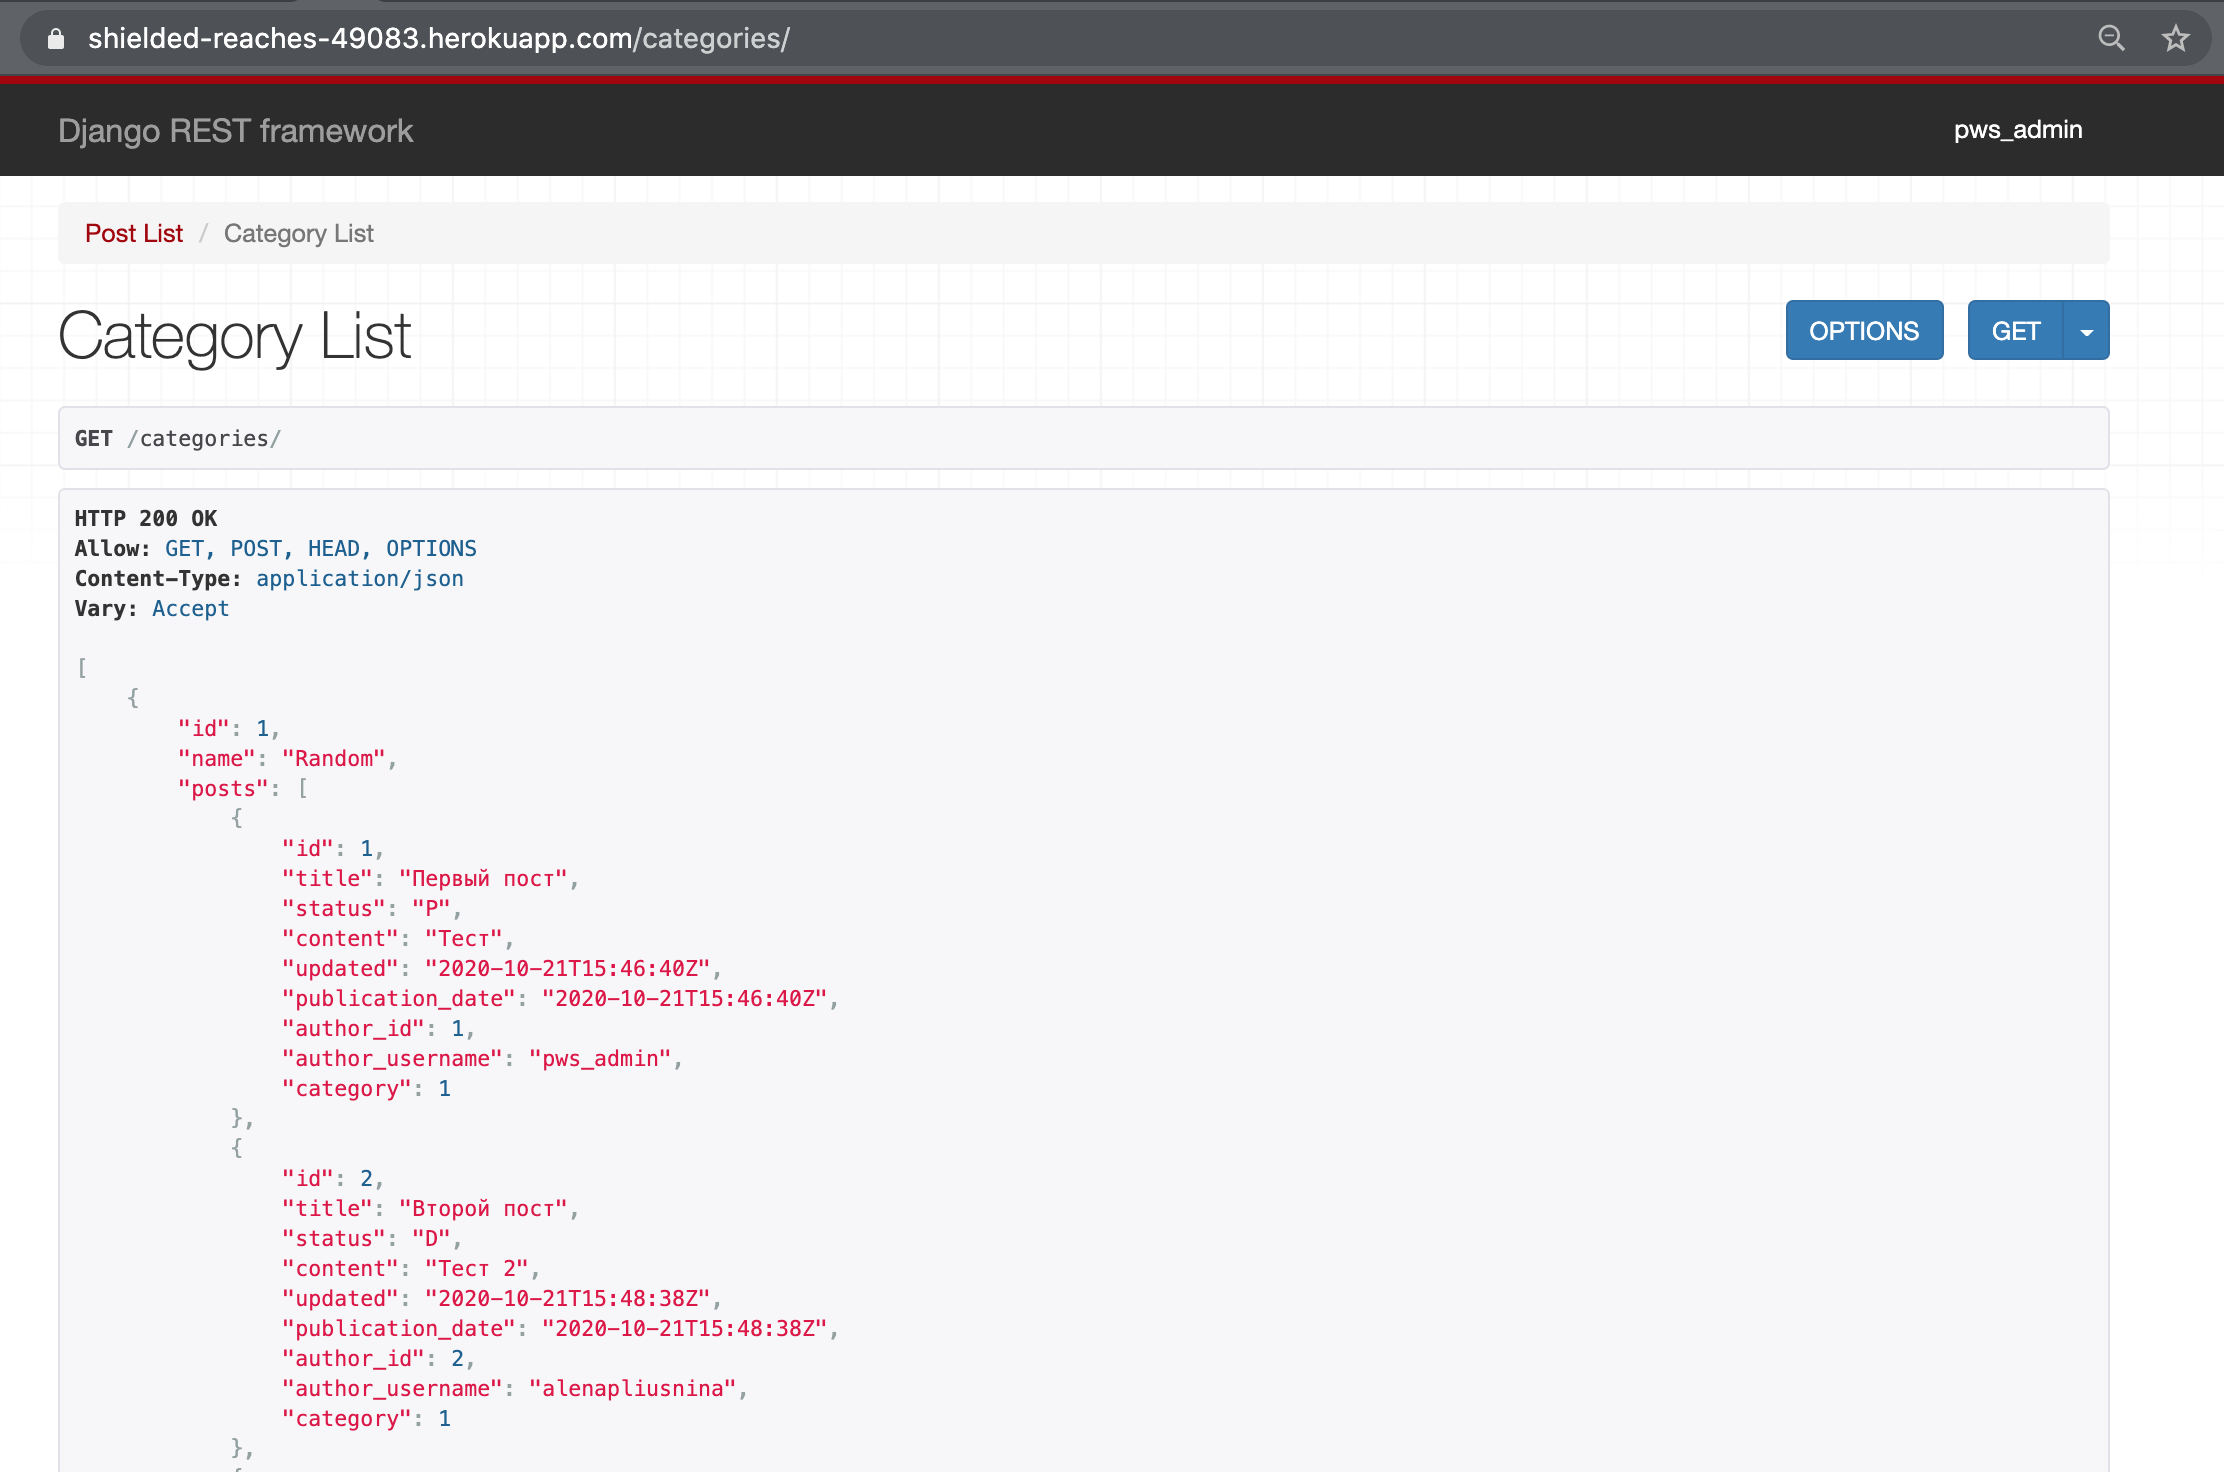 shielded-reaches-49083.herokuapp.com/categories/
Django REST framework
pws_admin
Post List / Category List
Category List
OPTIONS
GET
GET /categories/
HTTP 200 OK
Allow: GET, POST, HEAD, OPTIONS
Content-Type: application/json
Vary: Accept
[
    {
        "id": 1,
        "name": "Random",
        "posts": [
            {
                "id": 1,
                "title": "Первый пост",
                "status": "P",
                "content": "Тест",
                "updated": "2020-10-21T15:46:40Z",
                "publication_date": "2020-10-21T15:46:40Z",
                "author_id": 1,
                "author_username": "pws_admin",
                "category": 1
            },
            {
                "id": 2,
                "title": "Второй пост",
                "status": "D",
                "content": "Тест 2",
                "updated": "2020-10-21T15:48:38Z",
                "publication_date": "2020-10-21T15:48:38Z",
                "author_id": 2,
                "author_username": "alenapliusnina",
                "category": 1
            },
            {